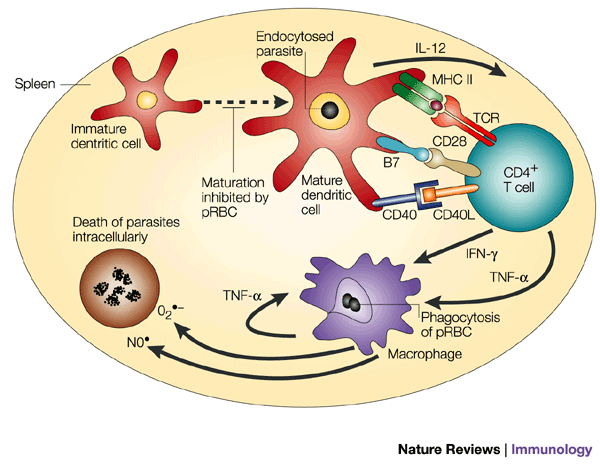 Endocytosed
parasite
IL-12
Spleen
MHC II
TCR
Immature
dentritic cell
CD28
B7
CD4+
T cell
Maturation
inhibited by
pRBC
Mature
dendritic
cell
CD40
CD40L
Death of parasites
intracellularly
IFN-γ
TNF-α
TNF-α
O2•−
Phagocytosis
of pRBC
NO•
Macrophage
Nature Reviews | Immunology